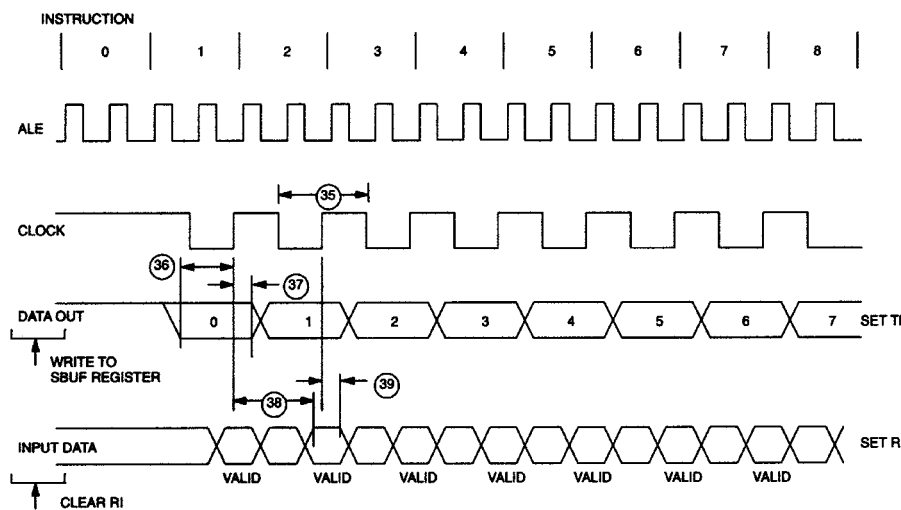 INSTRUCTION
0 1 2 3 4 5 6 7 8
ALE
35
CLOCK
36
37
DATA OUT 0 1 2 3 4 5 6 7 SET TI
WRITE TO
SBUF REGISTER
39
38
INPUT DATA SET R
VALID VALID VALID VALID VALID VALID VALID
CLEAR RI